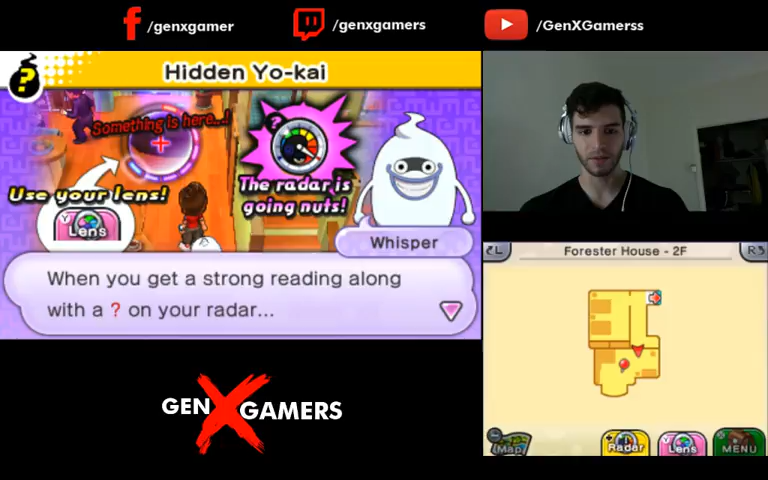 /genxgamer
/genxgamers
/GenXGamerss
?
Hidden Yo-kai
Something is here...!
?
Use your lens!
Y
Lens
The radar is
going nuts!
Whisper
When you get a strong reading along
with a ? on your radar...
GEN X GAMERS
L
Forester House - 2F
R
Map
Radar
Y
Lens
MENU